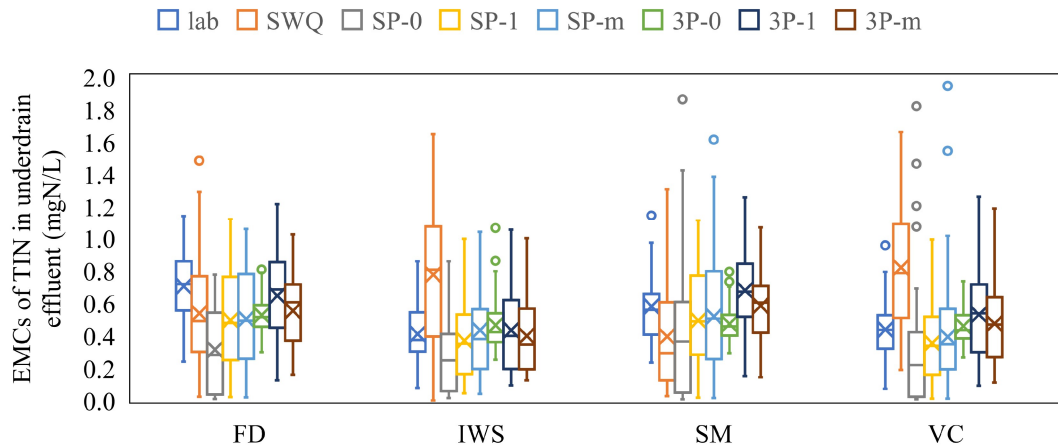 lab SWQ SP-0 SP-1 SP-m 3P-0 3P-1 3P-m
EMCs of TIN in underdrain
effluent (mgN/L)
2.0
1.8
1.6
1.4
1.2
1.0
0.8
0.6
0.4
0.2
0.0
FD IWS SM VC